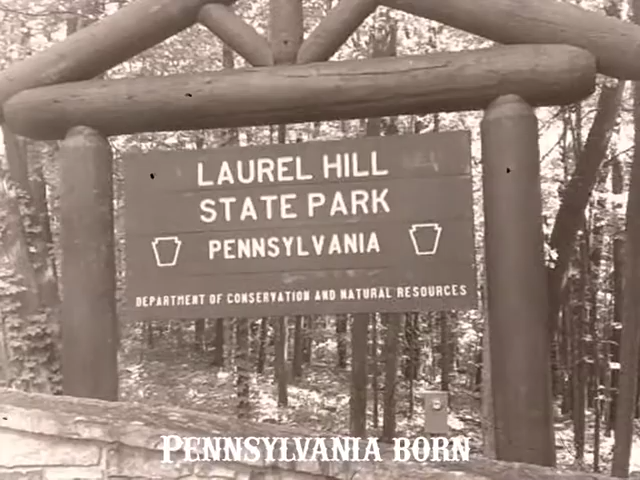 LAUREL HILL
STATE PARK
PENNSYLVANIA
DEPARTMENT OF CONSERVATION AND NATURAL RESOURCES
PENNSYLVANIA BORN